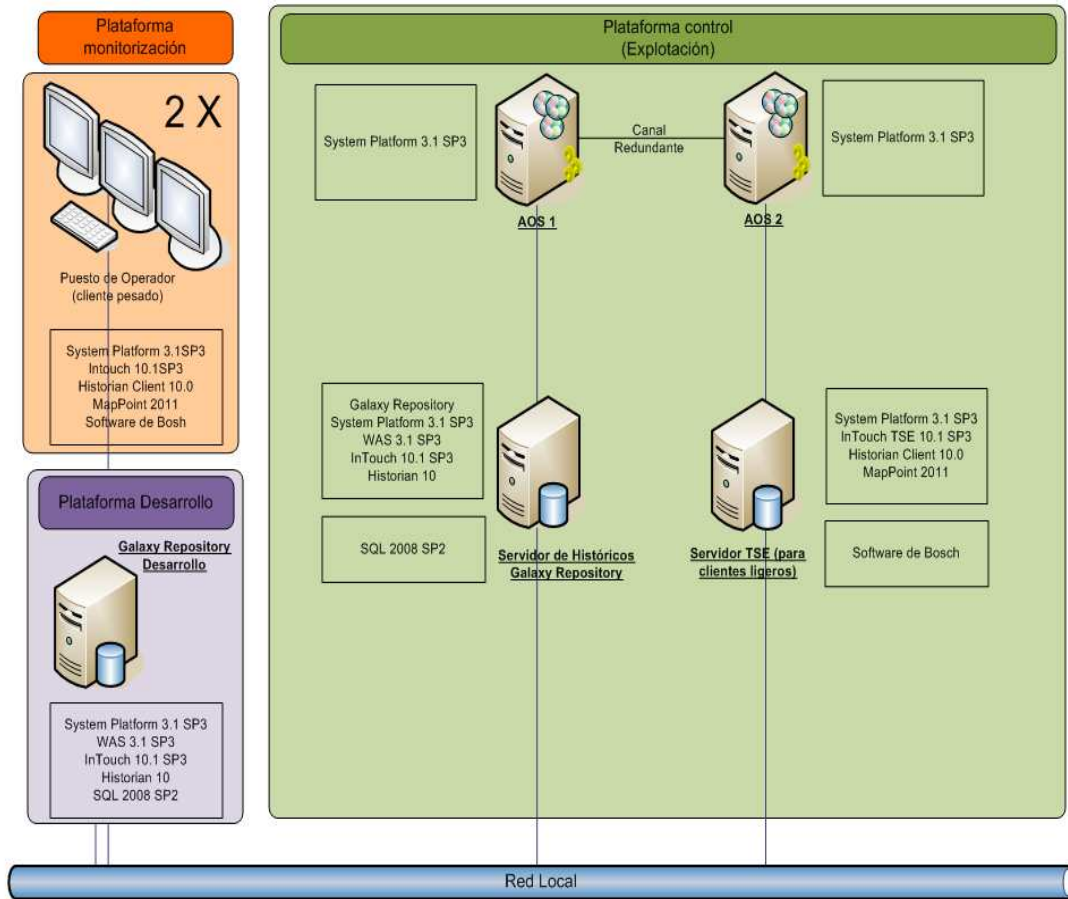 Plataforma
monitorización
2 X
Puesto de Operador
(cliente pesado)
System Platform 3.1SP3
Intouch 10.1SP3
Historian Client 10.0
MapPoint 2011
Software de Bosh
Plataforma Desarrollo
Galaxy Repository
Desarrollo
System Platform 3.1 SP3
WAS 3.1 SP3
InTouch 10.1 SP3
Historian 10
SQL 2008 SP2
Plataforma control
(Explotación)
System Platform 3.1 SP3
AOS 1
Canal
Redundante
AOS 2
System Platform 3.1 SP3
Galaxy Repository
System Platform 3.1 SP3
WAS 3.1 SP3
InTouch 10.1 SP3
Historian 10
SQL 2008 SP2
Servidor de Históricos
Galaxy Repository
Servidor TSE (para
clientes ligeros)
System Platform 3.1 SP3
InTouch TSE 10.1 SP3
Historian Client 10.0
MapPoint 2011
Software de Bosch
Red Local